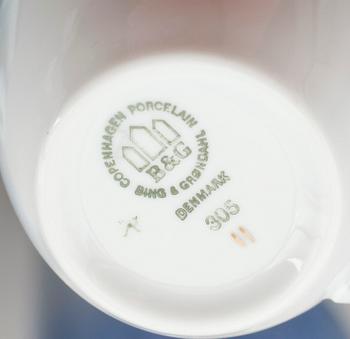 COPENHAGEN PORCELAIN
B&G
BING & GRØNDAHL
DENMARK
305